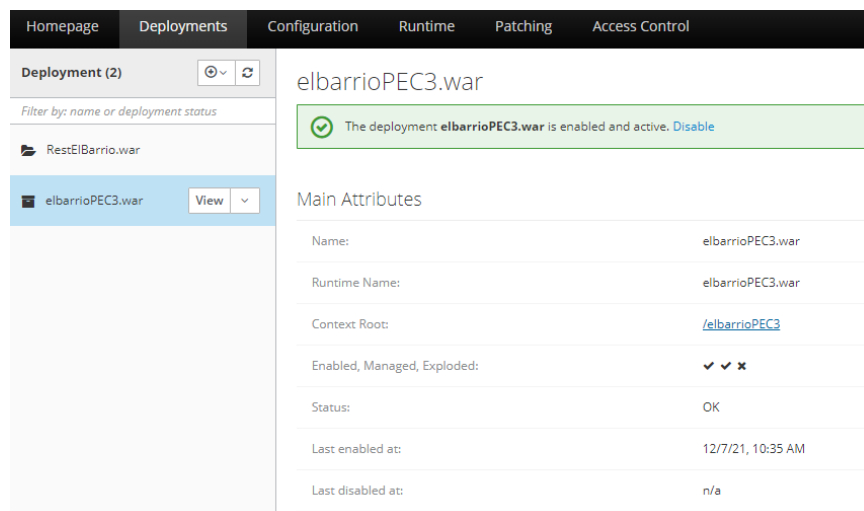 Homepage Deployments Configuration Runtime Patching Access Control
Deployment (2)
Filter by: name or deployment status
RestElBarrio.war
elbarrioPEC3.war View
elbarrioPEC3.war
The deployment elbarrioPEC3.war is enabled and active. Disable
Main Attributes
Name: elbarrioPEC3.war
Runtime Name: elbarrioPEC3.war
Context Root: /elbarrioPEC3
Enabled, Managed, Exploded: ✔ ✔ ✖
Status: OK
Last enabled at: 12/7/21, 10:35 AM
Last disabled at: n/a